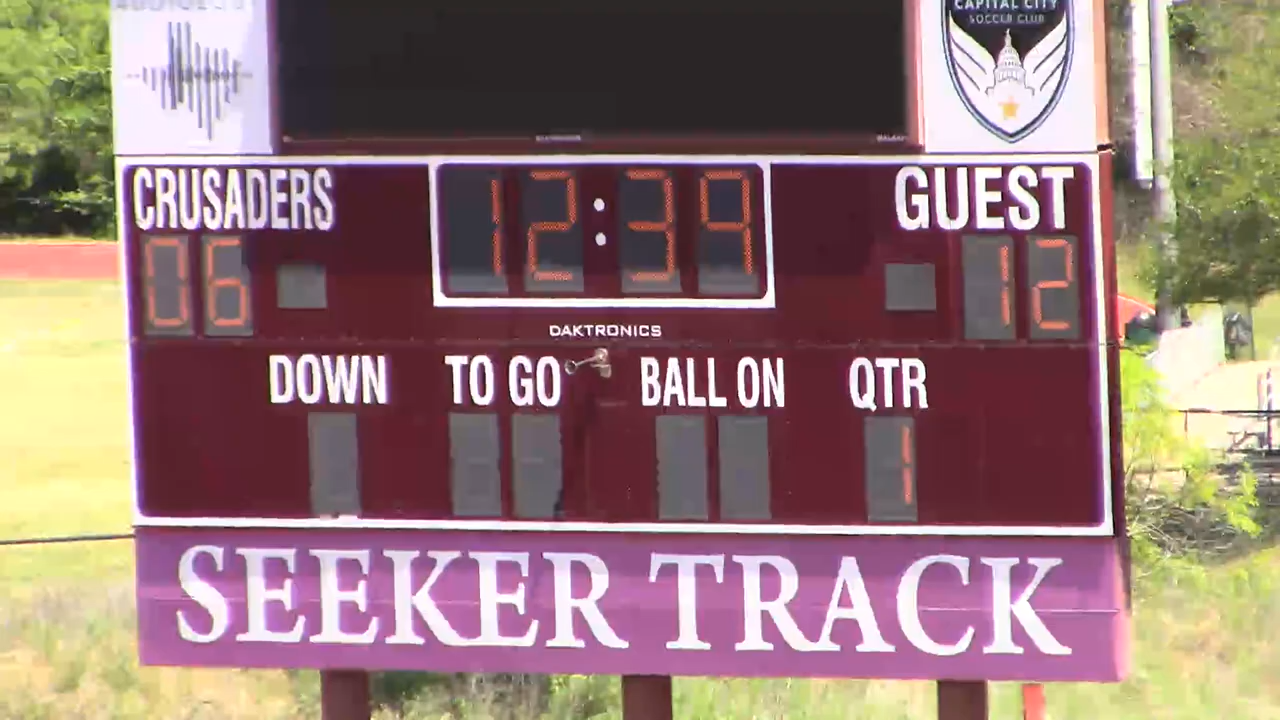 CAPITAL CITY
SOCCER CLUB
CRUSADERS
12:39
GUEST
06
12
DAKTRONICS
DOWN TO GO BALL ON QTR
1
SEEKER TRACK